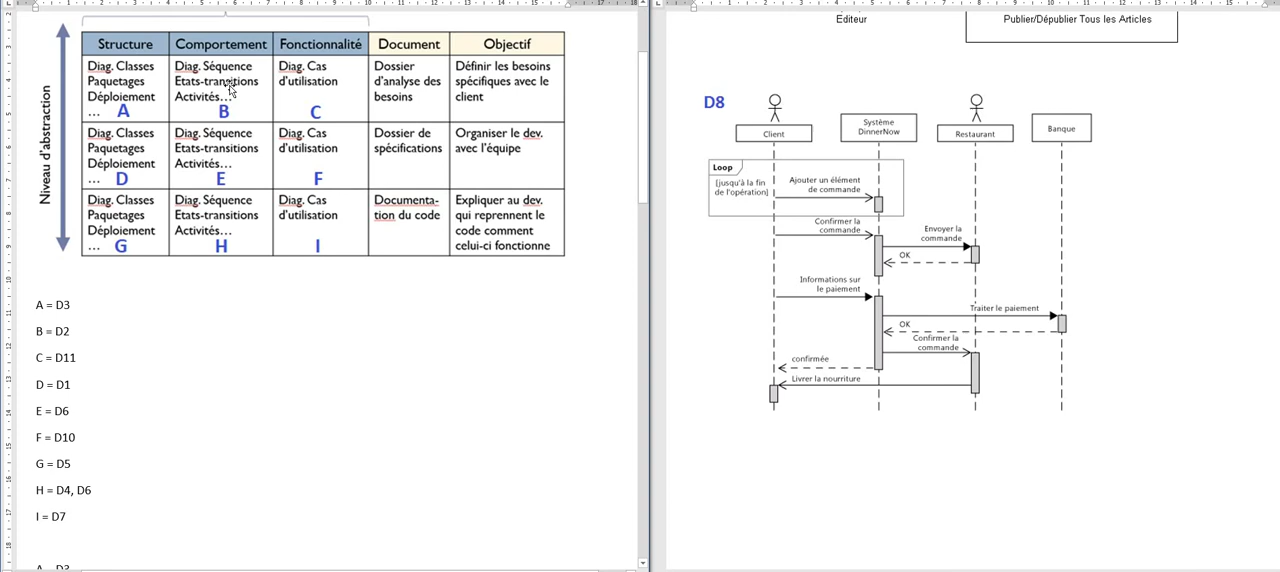 Structure Comportement Fonctionnalité Document Objectif
Diag. Classes
Paquetages
Déploiement
... A
Diag. Séquence
Etats-transitions
Activités...
B
Diag. Cas
d'utilisation
C
Dossier
d'analyse des
besoins
Définir les besoins
spécifiques avec le
client
Diag. Classes
Paquetages
Déploiement
... D
Diag. Séquence
Etats-transitions
Activités...
E
Diag. Cas
d'utilisation
F
Dossier de
spécifications
Organiser le dev.
avec l'équipe
Diag. Classes
Paquetages
Déploiement
... G
Diag. Séquence
Etats-transitions
Activités...
H
Diag. Cas
d'utilisation
I
Documenta-
tion du code
Expliquer au dev.
qui reprennent le
code comment
celui-ci fonctionne
Niveau d'abstraction
A = D3
B = D2
C = D11
D = D1
E = D6
F = D10
G = D5
H = D4, D6
I = D7
Editeur
Publier/Dépublier Tous les Articles
D8
Client
Système
DinnerNow
Restaurant
Banque
Loop
[jusqu'à la fin
de l'opération]
Ajouter un élément
de commande
Confirmer la
commande
Envoyer la
commande
OK
Informations sur
le paiement
Traiter le paiement
OK
Confirmer la
commande
confirmée
Livrer la nourriture